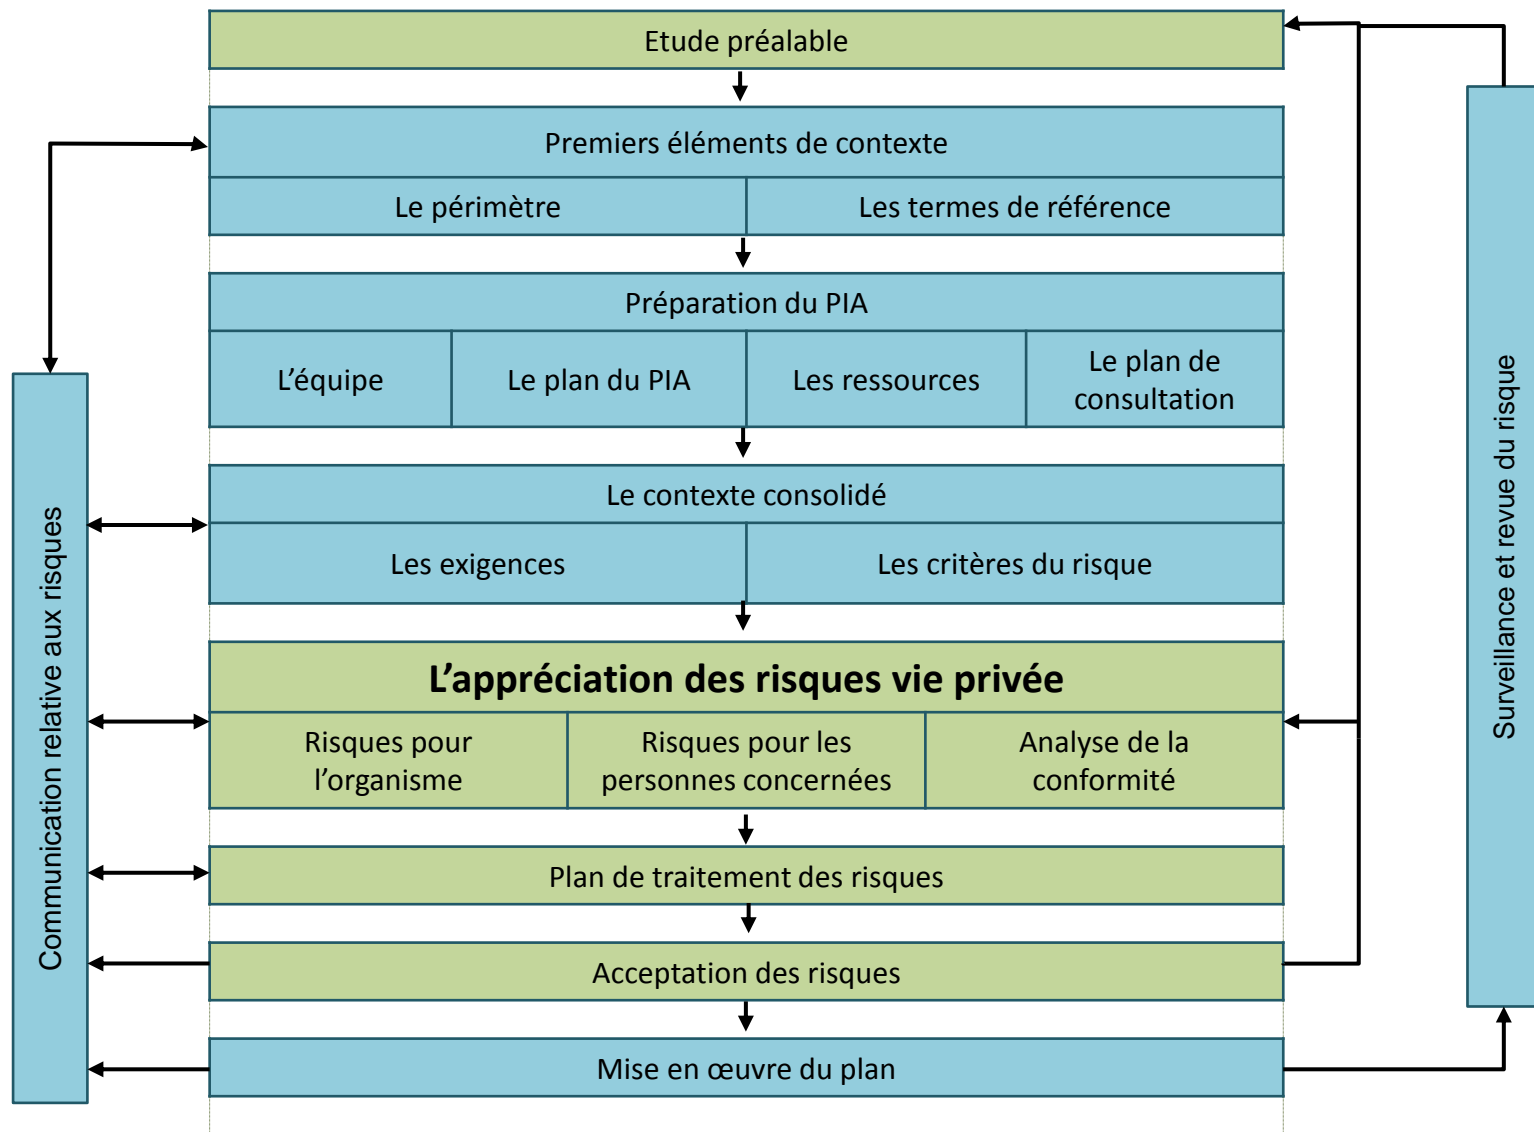 Etude préalable
Premiers éléments de contexte
Le périmètre
Les termes de référence
Préparation du PIA
L’équipe
Le plan du PIA
Les ressources
Le plan de
consultation
Le contexte consolidé
Les exigences
Les critères du risque
L’appréciation des risques vie privée
Risques pour
l’organisme
Risques pour les
personnes concernées
Analyse de la
conformité
Plan de traitement des risques
Acceptation des risques
Mise en œuvre du plan
Communication relative aux risques
Surveillance et revue du risque